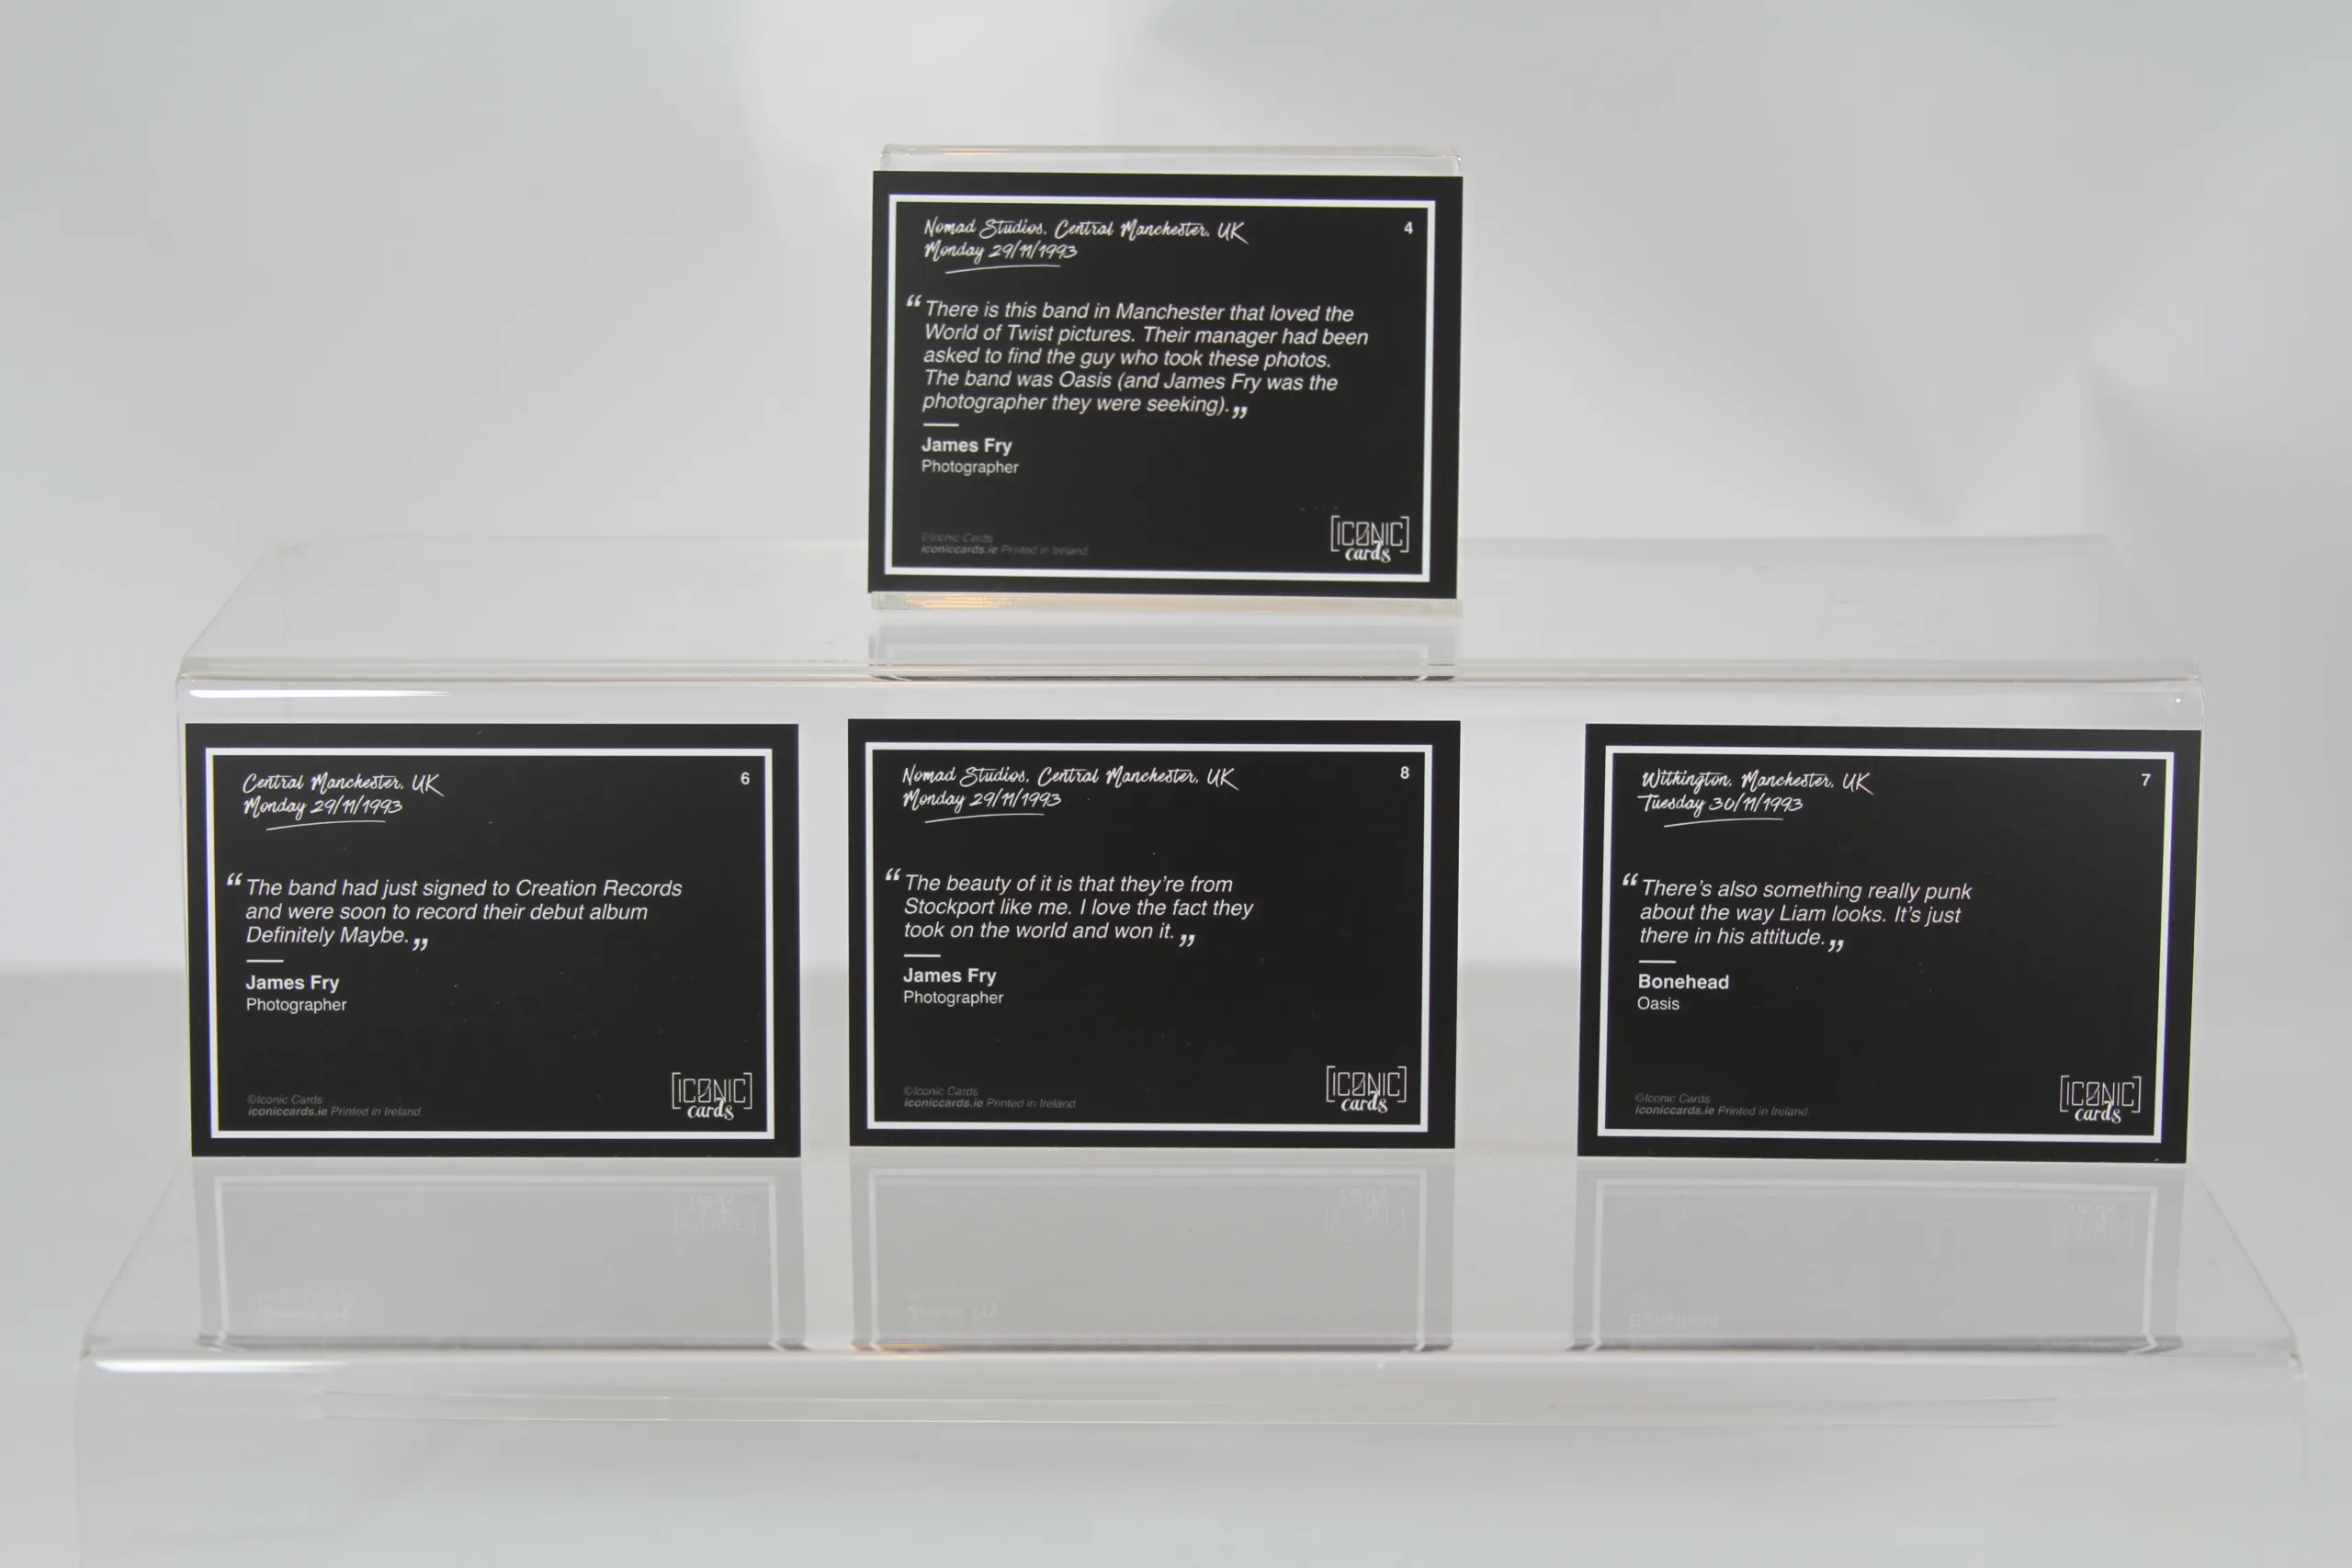 Nomad Studios, Central Manchester, UK
4
Monday 29/11/1993
“There is this band in Manchester that loved the
World of Twist pictures. Their manager had been
asked to find the guy who took these photos.
The band was Oasis (and James Fry was the
photographer they were seeking).”
James Fry
Photographer
©Iconic Cards
iconiccards.ie Printed in Ireland.
[ICONIC]
cards
Central Manchester, UK
6
Monday 29/11/1993
“The band had just signed to Creation Records
and were soon to record their debut album
Definitely Maybe.”
James Fry
Photographer
©Iconic Cards
iconiccards.ie Printed in Ireland.
[ICONIC]
cards
Nomad Studios, Central Manchester, UK
8
Monday 29/11/1993
“The beauty of it is that they're from
Stockport like me. I love the fact they
took on the world and won it.”
James Fry
Photographer
©Iconic Cards
iconiccards.ie Printed in Ireland.
[ICONIC]
cards
Withington, Manchester, UK
7
Tuesday 30/11/1993
“There's also something really punk
about the way Liam looks. It's just
there in his attitude.”
Bonehead
Oasis
©Iconic Cards
iconiccards.ie Printed in Ireland.
[ICONIC]
cards